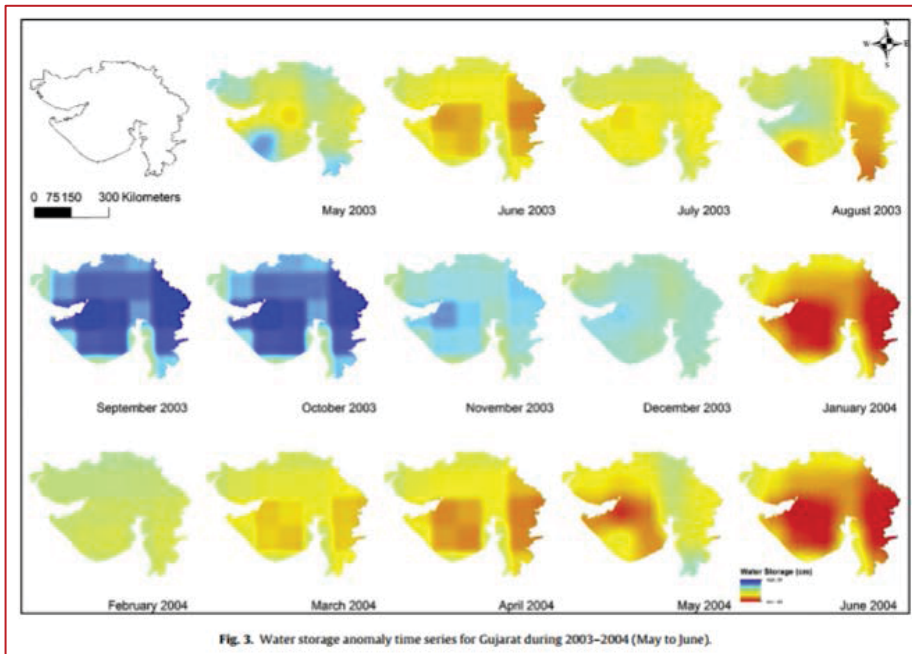 N
W E
S
0 75 150 300 Kilometers
May 2003
June 2003
July 2003
August 2003
September 2003
October 2003
November 2003
December 2003
January 2004
February 2004
March 2004
April 2004
May 2004
Water Storage (cm)
June 2004
Fig. 3. Water storage anomaly time series for Gujarat during 2003–2004 (May to June).